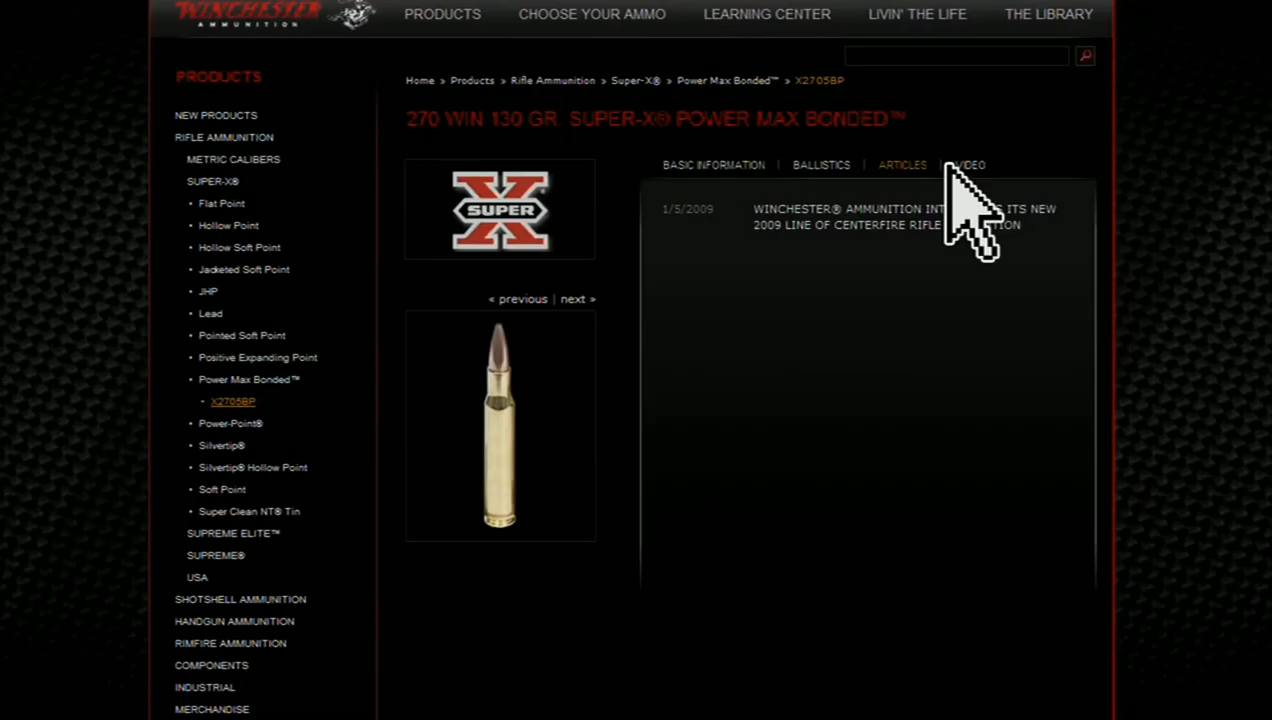 WINCHESTER
AMMUNITION
PRODUCTS
CHOOSE YOUR AMMO
LEARNING CENTER
LIVIN' THE LIFE
THE LIBRARY
PRODUCTS
NEW PRODUCTS
RIFLE AMMUNITION
METRIC CALIBERS
SUPER-X®
• Flat Point
• Hollow Point
• Hollow Soft Point
• Jacketed Soft Point
• JHP
• Lead
• Pointed Soft Point
• Positive Expanding Point
• Power Max Bonded™
- X2705BP
• Power-Point®
• Silvertip®
• Silvertip® Hollow Point
• Soft Point
• Super Clean NT® Tin
SUPREME ELITE™
SUPREME®
USA
SHOTSHELL AMMUNITION
HANDGUN AMMUNITION
RIMFIRE AMMUNITION
COMPONENTS
INDUSTRIAL
MERCHANDISE
Home » Products » Rifle Ammunition » Super-X® » Power Max Bonded™ » X2705BP
270 WIN 130 GR. SUPER-X® POWER MAX BONDED™
X SUPER ®
« previous | next »
BASIC INFORMATION | BALLISTICS | ARTICLES | VIDEO
1/5/2009 WINCHESTER® AMMUNITION ITS NEW
2009 LINE OF CENTERFIRE RIFLE